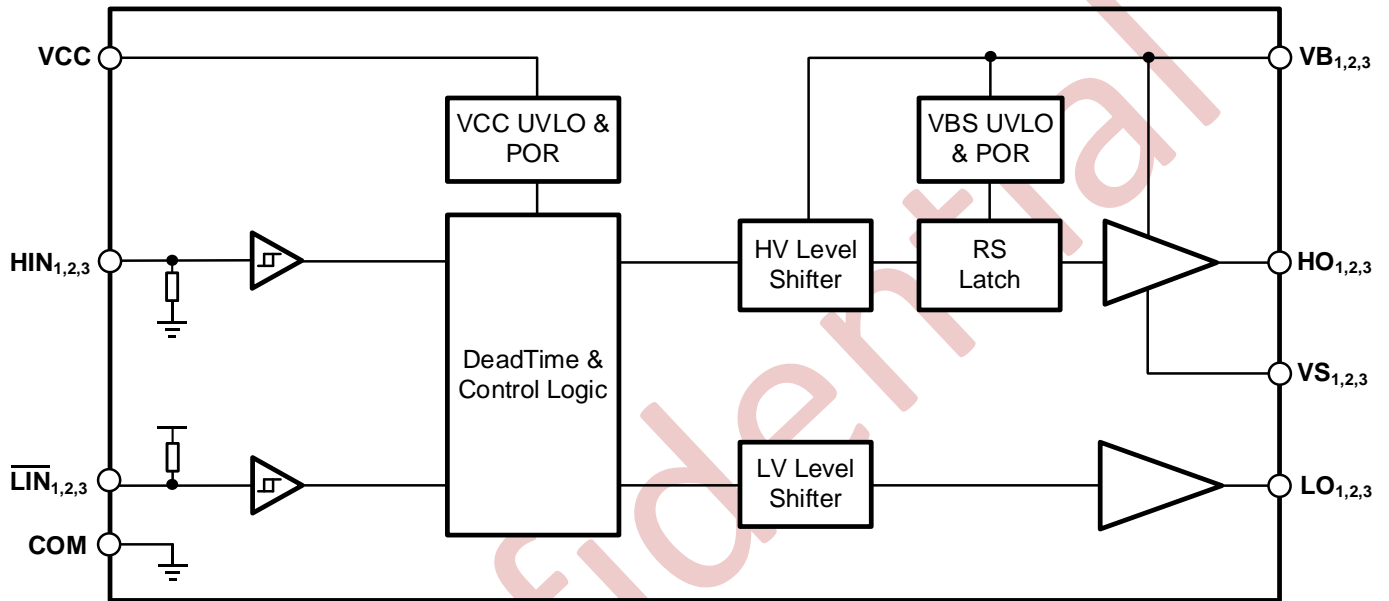 VCC
VB1,2,3
VCC UVLO &
POR
VBS UVLO
& POR
HIN1,2,3
HV Level
Shifter
RS
Latch
HO1,2,3
DeadTime &
Control Logic
VS1,2,3
LIN1,2,3
LV Level
Shifter
LO1,2,3
COM
fidential